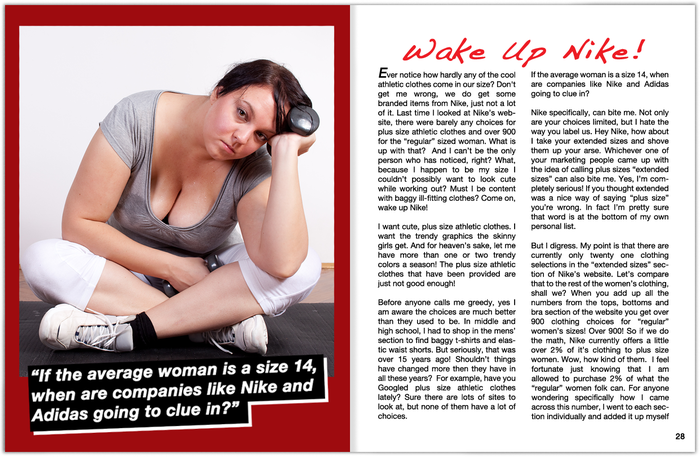 “If the average woman is a size 14,
when are companies like Nike and
Adidas going to clue in?”
Wake Up Nike!
Ever notice how hardly any of the cool
athletic clothes come in our size? Don't
get me wrong, we do get some
branded items from Nike, just not a lot
of it. Last time I looked at Nike's web-
site, there were barely any choices for
plus size athletic clothes and over 900
for the “regular” sized woman. What is
up with that? And I can't be the only
person who has noticed, right? What,
because I happen to be my size I
couldn't possibly want to look cute
while working out? Must I be content
with baggy ill-fitting clothes? Come on,
wake up Nike!
I want cute, plus size athletic clothes. I
want the trendy graphics the skinny
girls get. And for heaven's sake, let me
have more than one or two trendy
colors a season! The plus size athletic
clothes that have been provided are
just not good enough!
Before anyone calls me greedy, yes I
am aware the choices are much better
than they used to be. In middle and
high school, I had to shop in the mens'
section to find baggy t-shirts and elas-
tic waist shorts. But seriously, that was
over 15 years ago! Shouldn't things
have changed more then they have in
all these years? For example, have you
Googled plus size athletic clothes
lately? Sure there are lots of sites to
look at, but none of them have a lot of
choices.
If the average woman is a size 14, when
are companies like Nike and Adidas
going to clue in?
Nike specifically, can bite me. Not only
are your choices limited, but I hate the
way you label us. Hey Nike, how about
I take your extended sizes and shove
them up your arse. Whichever one of
your marketing people came up with
the idea of calling plus sizes “extended
sizes” can also bite me. Yes, I'm com-
pletely serious! If you thought extended
was a nice way of saying “plus size”
you're wrong. In fact I'm pretty sure
that word is at the bottom of my own
personal list.
But I digress. My point is that there are
currently only twenty one clothing
selections in the “extended sizes” sec-
tion of Nike's website. Let's compare
that to the rest of the women's clothing,
shall we? When you add up all the
numbers from the tops, bottoms and
bra section of the website you get over
900 clothing choices for “regular”
women's sizes! Over 900! So if we do
the math, Nike currently offers a little
over 2% of it's clothing to plus size
women. Wow, how kind of them. I feel
fortunate just knowing that I am
allowed to purchase 2% of what the
“regular” women folk can. For anyone
wondering specifically how I came
across this number, I went to each sec-
tion individually and added it up myself
28